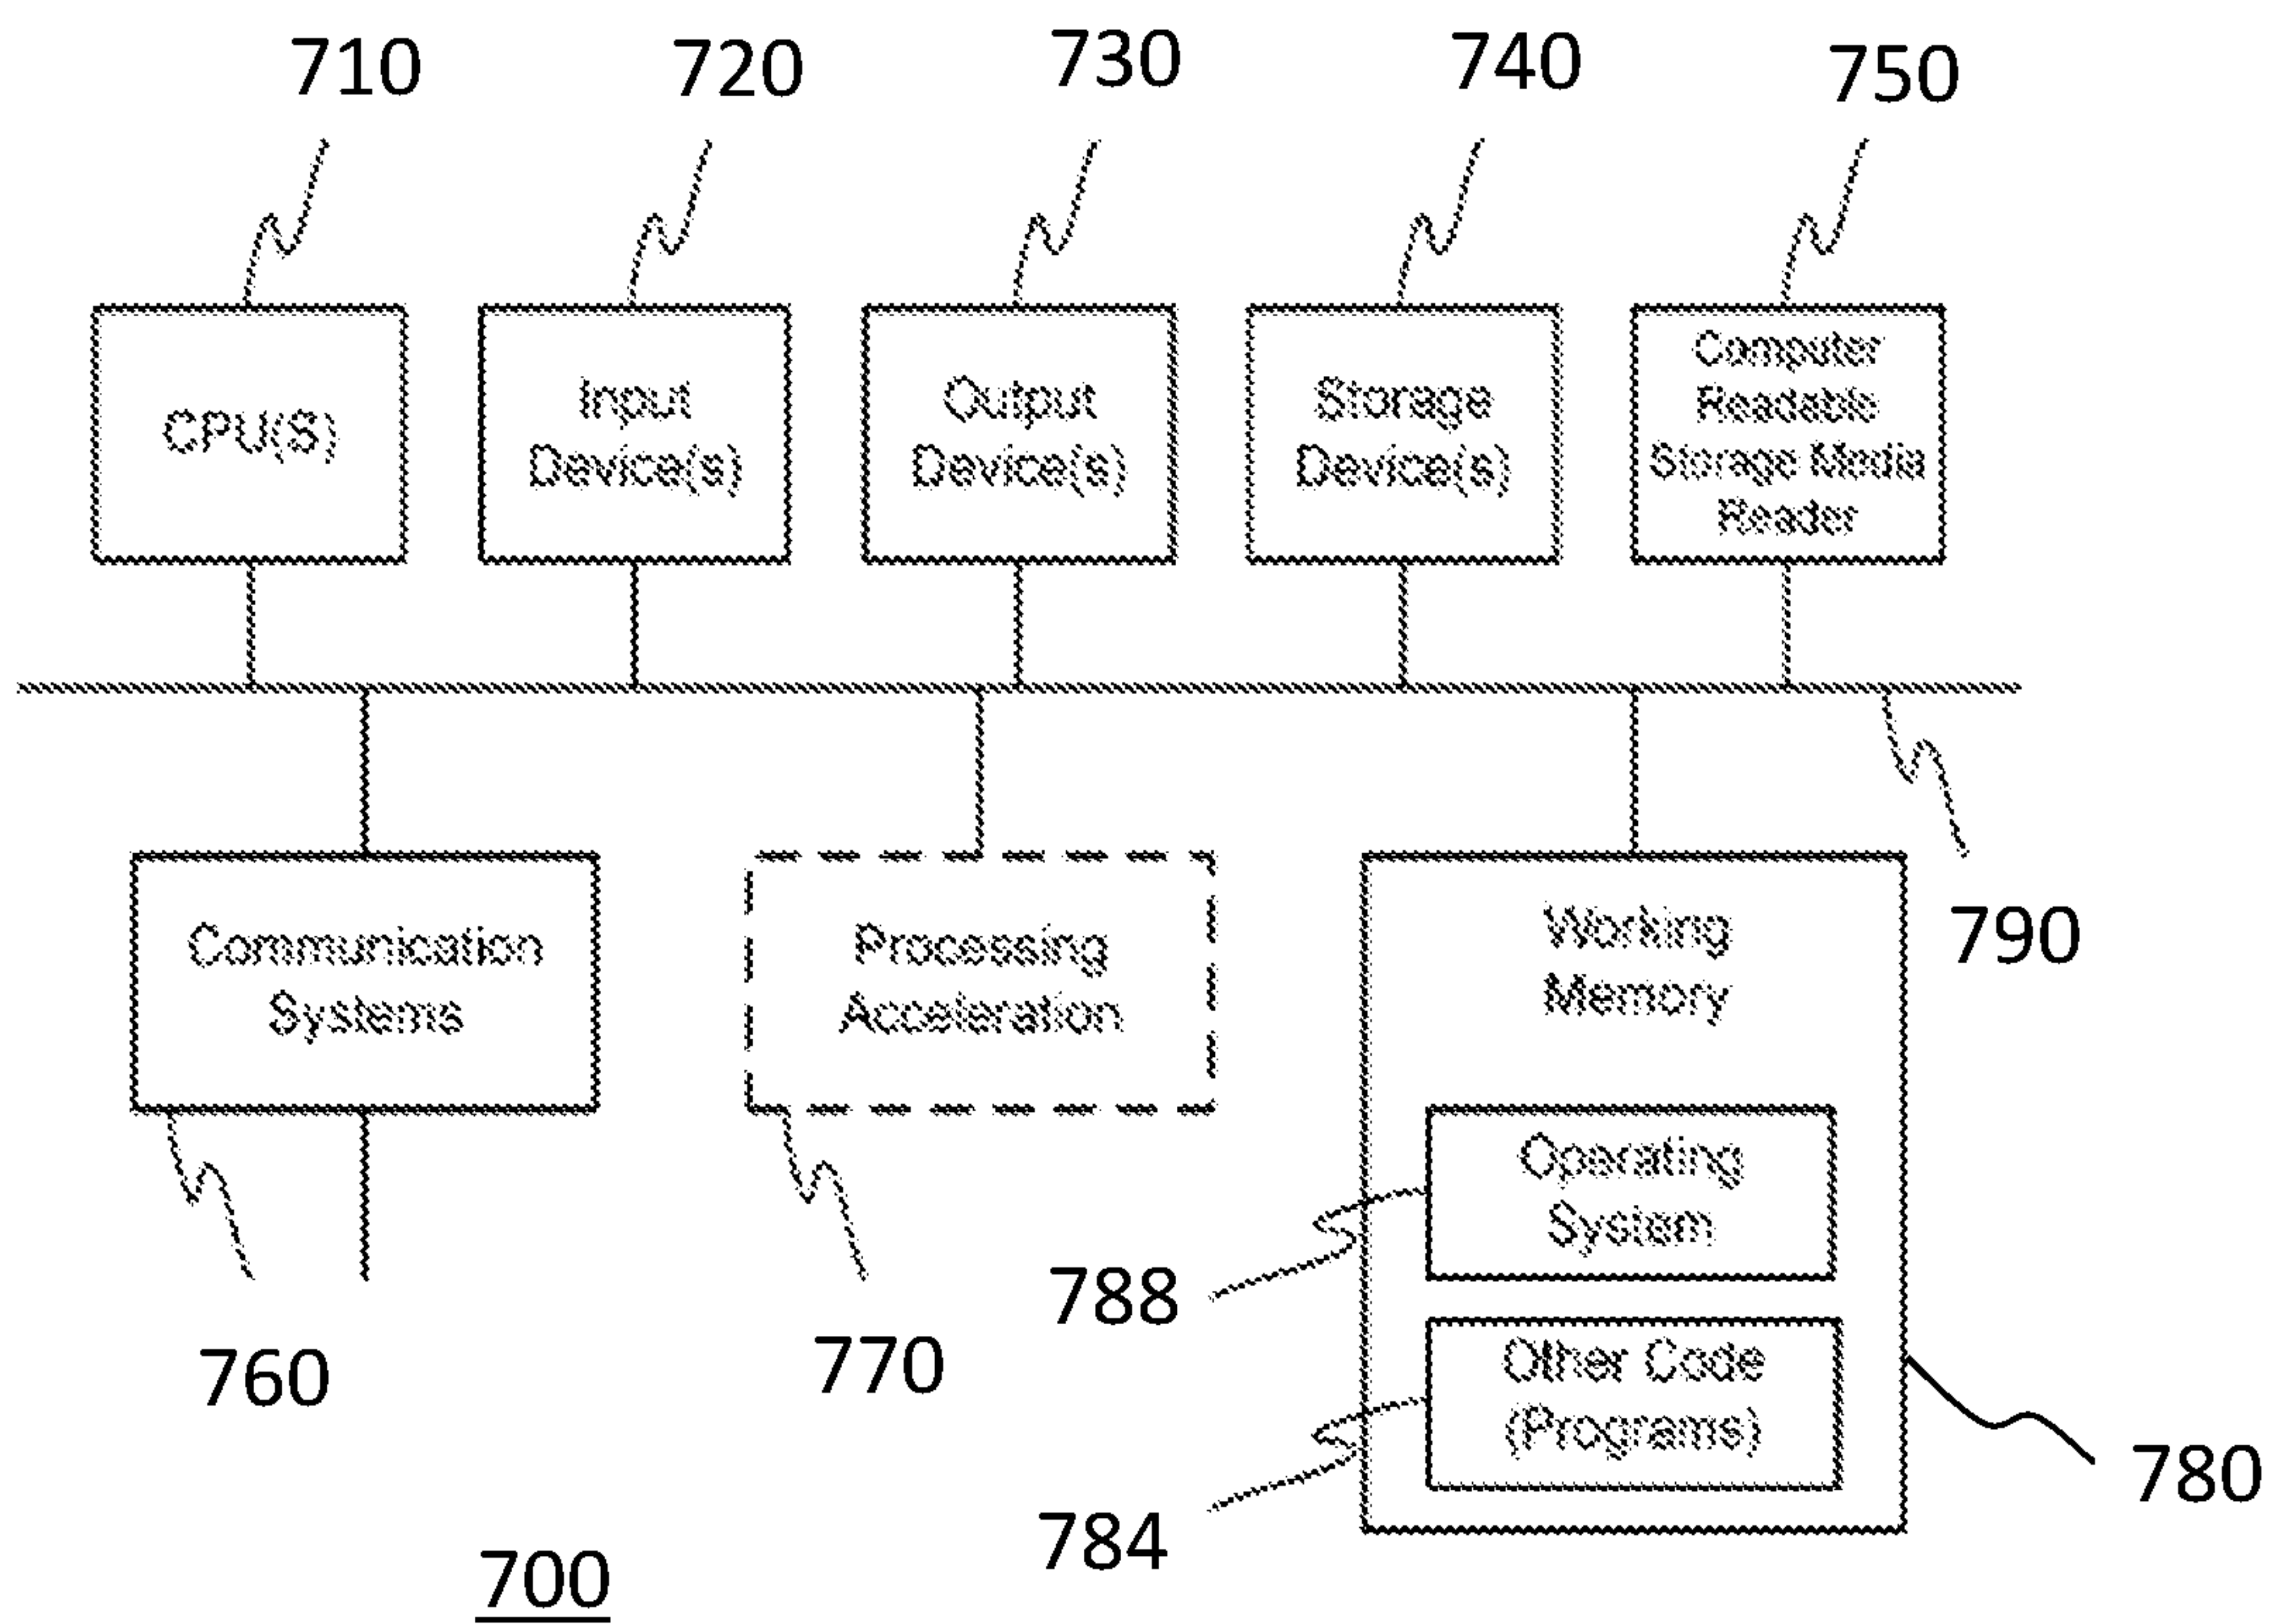 710
720
730
740
750
CPU(S)
Input
Device(s)
Output
Device(s)
Storage
Device(s)
Computer
Readable
Storage Media
Reader
790
Communication
Systems
Processing
Acceleration
Working
Memory
Operating
System
Other Code
(Programs)
760
770
788
784
780
700